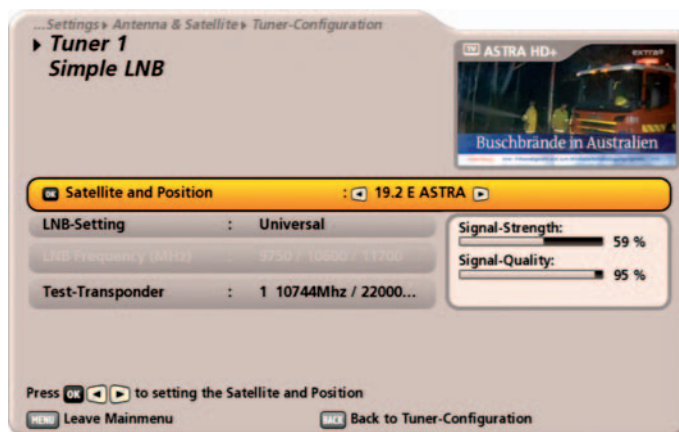 ...Settings ▸ Antenna & Satellite ▸ Tuner-Configuration
▸ Tuner 1
Simple LNB
TV ASTRA HD+
extra³
Buschbrände in Australien
OK Satellite and Position : ◂ 19.2 E ASTRA ▸
LNB-Setting : Universal
LNB Frequency (MHz) : 9750 / 10600 / 11700
Test-Transponder : 1 10744Mhz / 22000...
Signal-Strength:
59 %
Signal-Quality:
95 %
Press OK ◂ ▸ to setting the Satellite and Position
MENU Leave Mainmenu
BACK Back to Tuner-Configuration